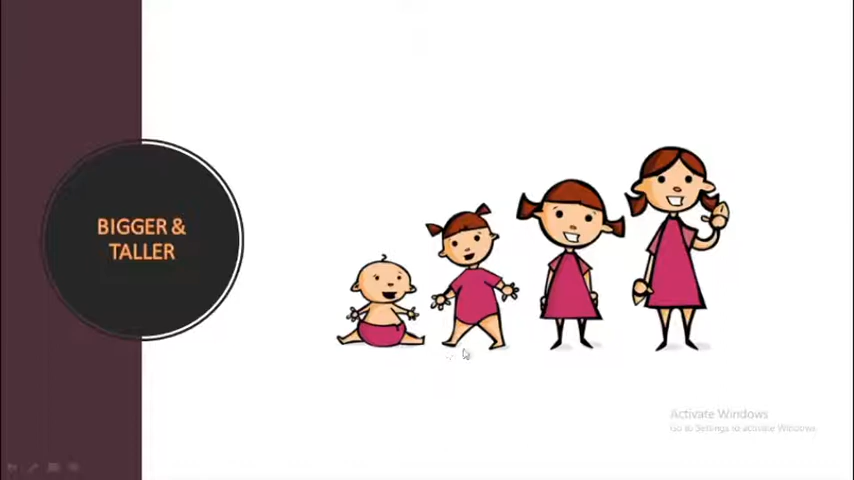 BIGGER &
TALLER
Activate Windows
Go to Settings to activate Windows.